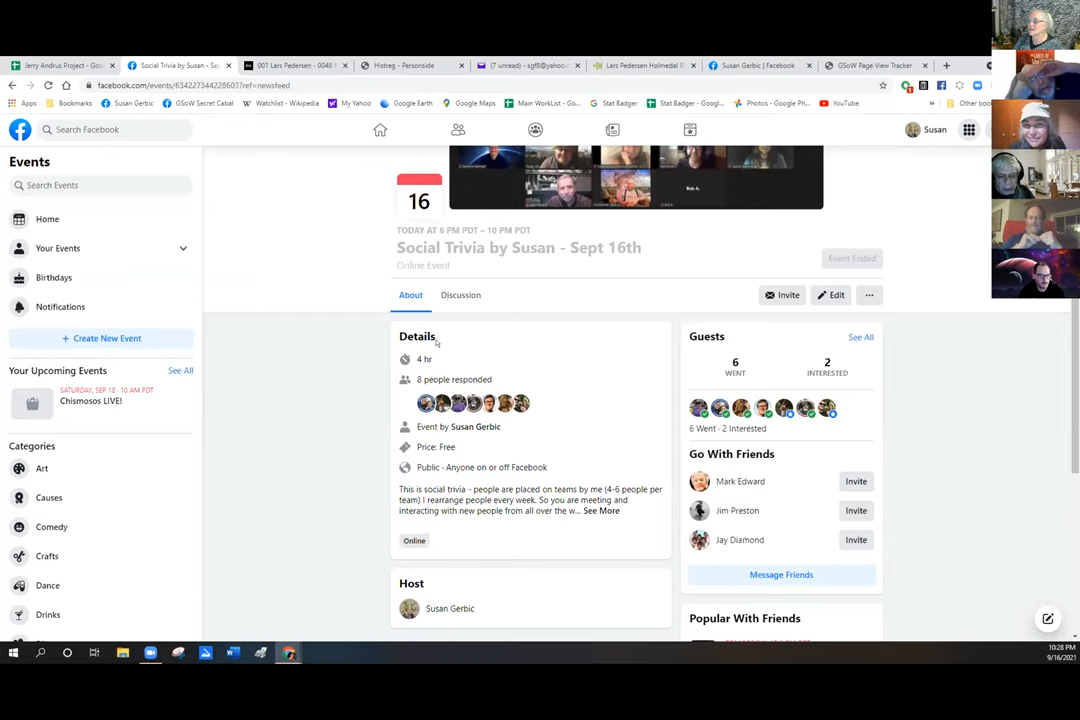 Jerry Andrus Project - Goo
Social Trivia by Susan - Sep
001 Lars Pedersen - 0048 F
Histreg - Personside
(7 unread) - sgf8@yahoo.c
Lars Pedersen Holmedal B
Susan Gerbic | Facebook
GSoW Page View Tracker
facebook.com/events/634227344228603?ref=newsfeed
Apps
Bookmarks
Susan Gerbic
GSoW Secret Cabal
Watchlist - Wikipedia
My Yahoo
Google Earth
Google Maps
Main WorkList - Go...
Stat Badger
Stat Badger - Googl...
Photos - Google Ph...
YouTube
Other boo
Search Facebook
Susan
Events
Search Events
Home
Your Events
Birthdays
Notifications
+ Create New Event
Your Upcoming Events
See All
SATURDAY, SEP 18 - 10 AM PDT
Chismosos LIVE!
Categories
Art
Causes
Comedy
Crafts
Dance
Drinks
Bob A.
16
TODAY AT 6 PM PDT – 10 PM PDT
Social Trivia by Susan - Sept 16th
Online Event
Event Ended
About
Discussion
Invite
Edit
Details
4 hr
8 people responded
Event by Susan Gerbic
Price: Free
Public · Anyone on or off Facebook
This is social trivia - people are placed on teams by me (4-6 people per
team) I rearrange people every week. So you are meeting and
interacting with new people from all over the w... See More
Online
Host
Susan Gerbic
Guests
See All
6
WENT
2
INTERESTED
6 Went · 2 Interested
Go With Friends
Mark Edward
Invite
Jim Preston
Invite
Jay Diamond
Invite
Message Friends
Popular With Friends
10:28 PM
9/16/2021